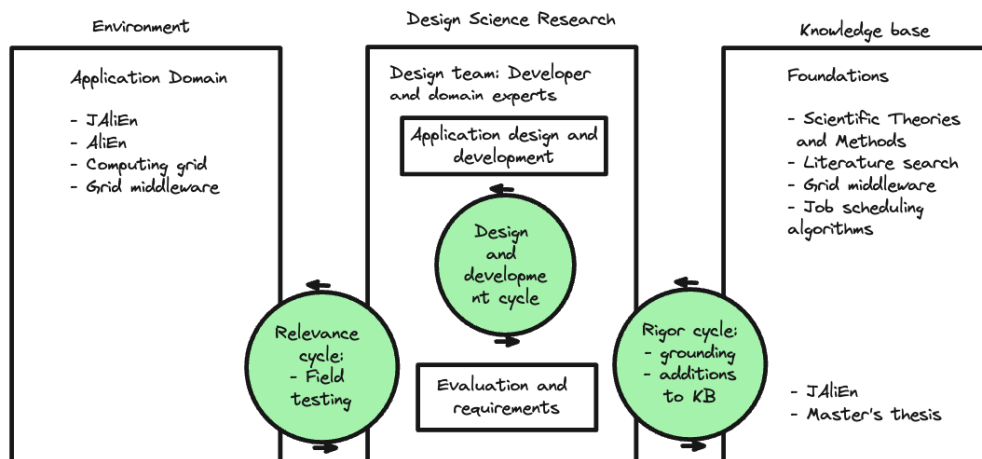 Environment
Application Domain
- JAliEn
- AliEn
- Computing grid
- Grid middleware
Relevance
cycle:
- Field
testing
Design Science Research
Design team: Developer
and domain experts
Application design and
development
Design
and
developme
nt cycle
Evaluation and
requirements
Rigor cycle:
- grounding
- additions
to KB
Knowledge base
Foundations
- Scientific Theories
and Methods
- Literature search
- Grid middleware
- Job scheduling
algorithms
- JAliEn
- Master's thesis